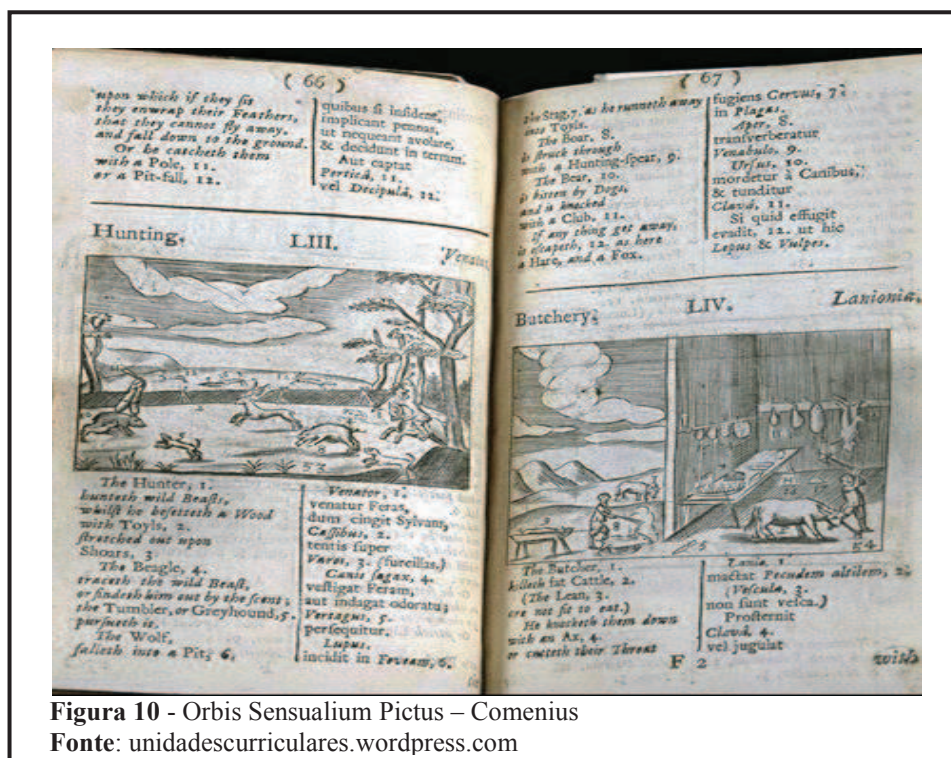 ( 66 )
upon which if they sit
they enwrap their Feathers,
that they cannot fly away.
and fall down to the ground.
Or he catcheth them
with a Pole, 11.
or a Pit-fall, 12.
quibus si insident,
implicant pennas,
ut nequeant avolare,
& decidunt in terram.
Aut captat
Perticâ, 11.
vel Decipulâ, 12.
Hunting. LIII. Venatus
The Hunter, 1.
hunteth wild Beasts,
whilst he besetteth a Wood
with Toyls, 2.
stretched out upon
Shoars, 3.
The Beagle, 4.
traceth the wild Beast,
or findeth him out by the scent;
the Tumbler, or Greyhound, 5.
pursueth it.
The Wolf,
falleth into a Pit, 6.
Venator, 1.
venatur Feras,
dum cingit Sylvam,
Cassibus, 2.
tentis super
Varos, 3. (furcillas.)
Canis sagax, 4.
vestigat Feram,
aut indagat odoratu;
Vertagus, 5.
persequitur.
Lupus,
incidit in Foveam, 6.
53
( 67 )
the Stag, 7. as he runneth away
into Toyls.
The Boar, 8.
is struck through
with a Hunting-spear, 9.
The Bear, 10.
is bitten by Dogs,
and is knocked
with a Club, 11.
If any thing get away,
it escapeth, 12. as here
a Hare, and a Fox.
fugiens Cervus, 7.
in Plagas.
Aper, 8.
transverberatur
Venabulo, 9.
Ursus, 10.
mordetur à Canibus,
& tunditur
Clavâ, 11.
Si quid effugit
evadit, 12. ut hic
Lepus & Vulpes.
Butchery. LIV. Lanionia.
54
The Butcher, 1.
killeth fat Cattle, 2.
(The Lean, 3.
are not fit to eat.)
He knocketh them down
with an Ax, 4.
or cutteth their Throat
Lanio, 1.
mactat Pecudem altilem, 2.
(Vescula, 3.
non sunt vesca.)
Prosternit
Clavâ, 4.
vel jugulat
F 2
with
Figura 10 - Orbis Sensualium Pictus – Comenius
Fonte: unidadescurriculares.wordpress.com